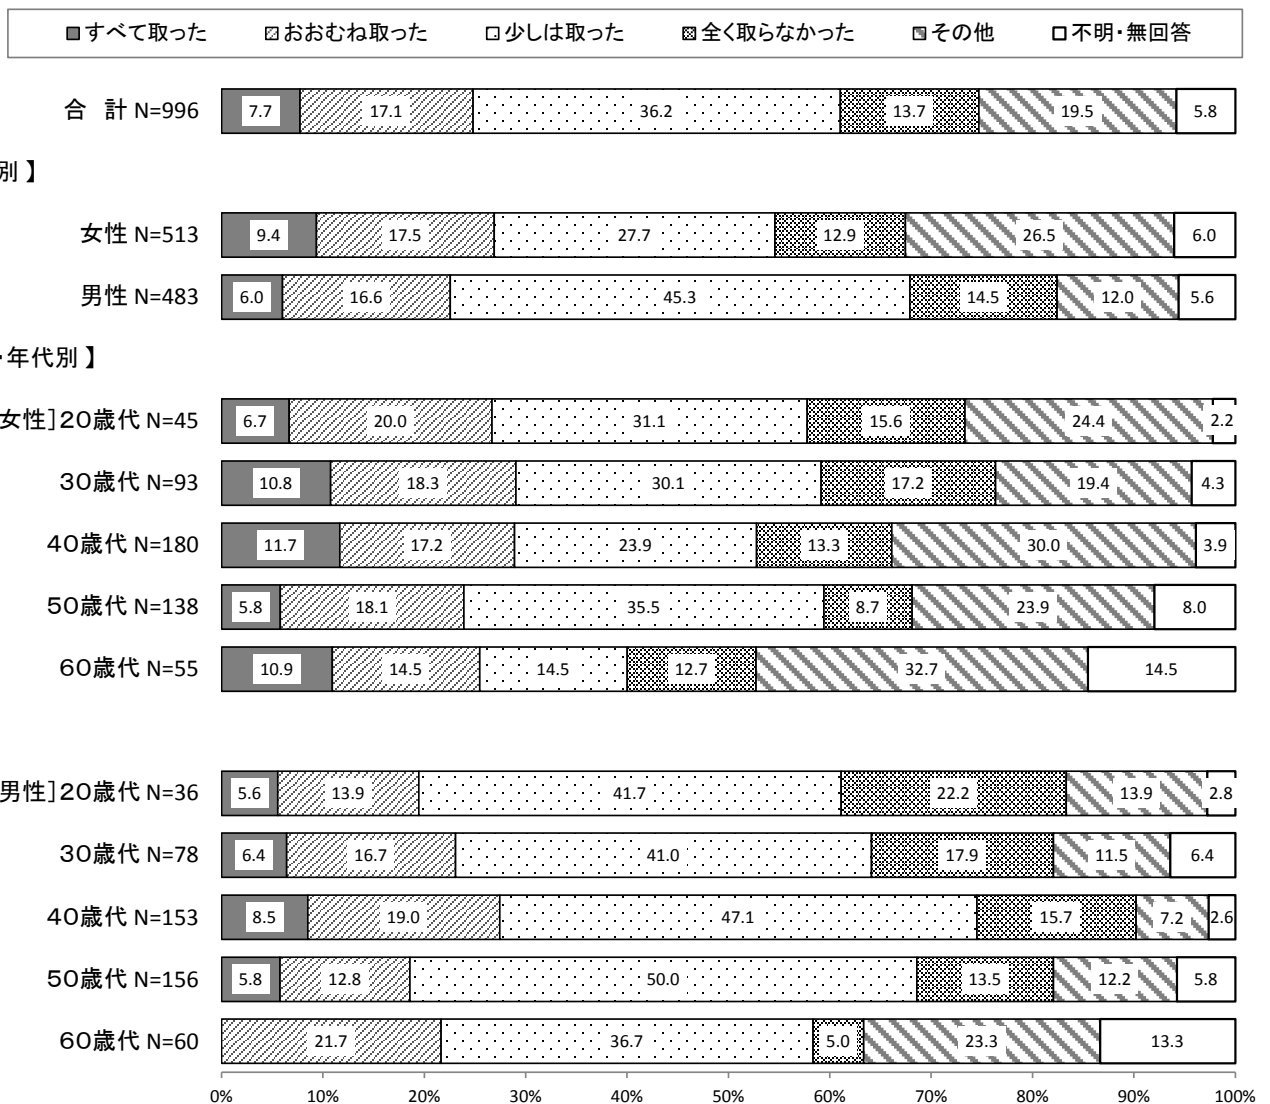 すべて取った おおむね取った 少しは取った 全く取らなかった その他 不明・無回答
合 計 N=996 7.7 17.1 36.2 13.7 19.5 5.8
別 】
女性 N=513 9.4 17.5 27.7 12.9 26.5 6.0
男性 N=483 6.0 16.6 45.3 14.5 12.0 5.6
・年代別 】
女性]20歳代 N=45 6.7 20.0 31.1 15.6 24.4 2.2
30歳代 N=93 10.8 18.3 30.1 17.2 19.4 4.3
40歳代 N=180 11.7 17.2 23.9 13.3 30.0 3.9
50歳代 N=138 5.8 18.1 35.5 8.7 23.9 8.0
60歳代 N=55 10.9 14.5 14.5 12.7 32.7 14.5
男性]20歳代 N=36 5.6 13.9 41.7 22.2 13.9 2.8
30歳代 N=78 6.4 16.7 41.0 17.9 11.5 6.4
40歳代 N=153 8.5 19.0 47.1 15.7 7.2 2.6
50歳代 N=156 5.8 12.8 50.0 13.5 12.2 5.8
60歳代 N=60 21.7 36.7 5.0 23.3 13.3
0% 10% 20% 30% 40% 50% 60% 70% 80% 90% 100%